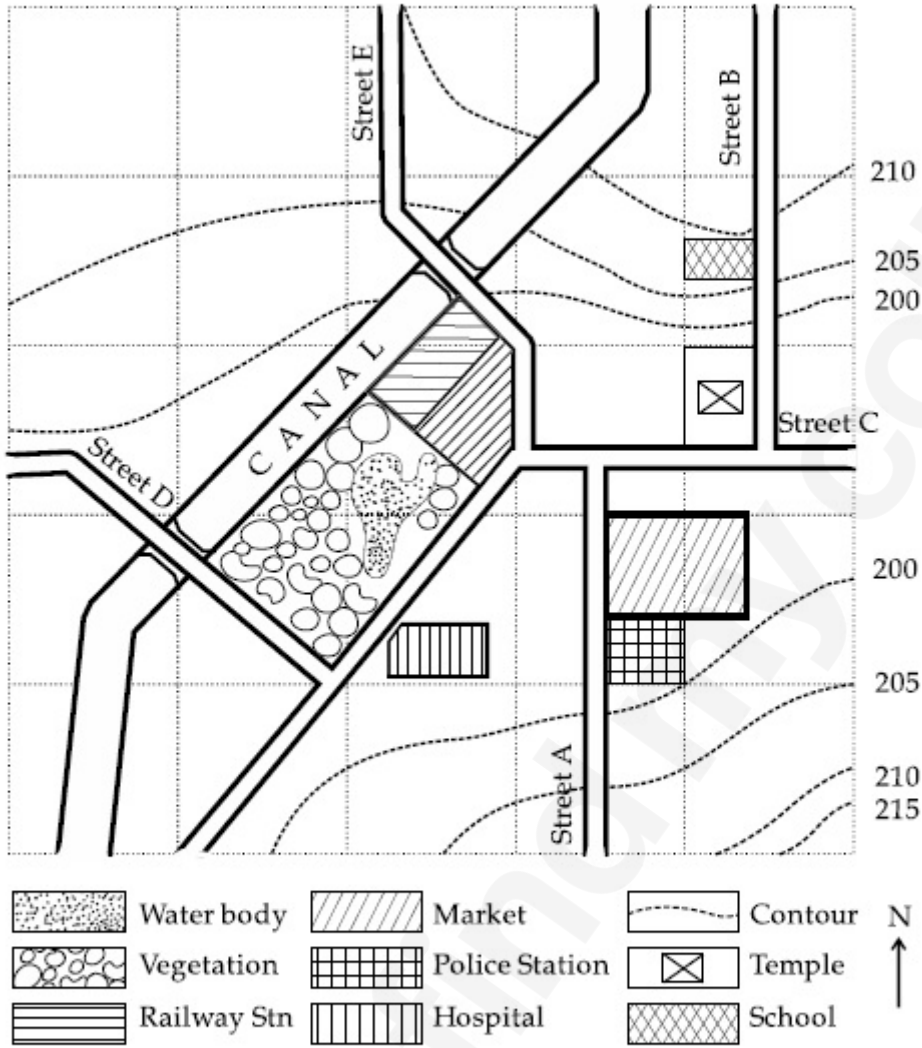 Street E
Street B
210
205
200
CANAL
Street C
Street D
200
205
Street A
210
215
Water body
Market
Contour
N
Vegetation
Police Station
Temple
Railway Stn
Hospital
School